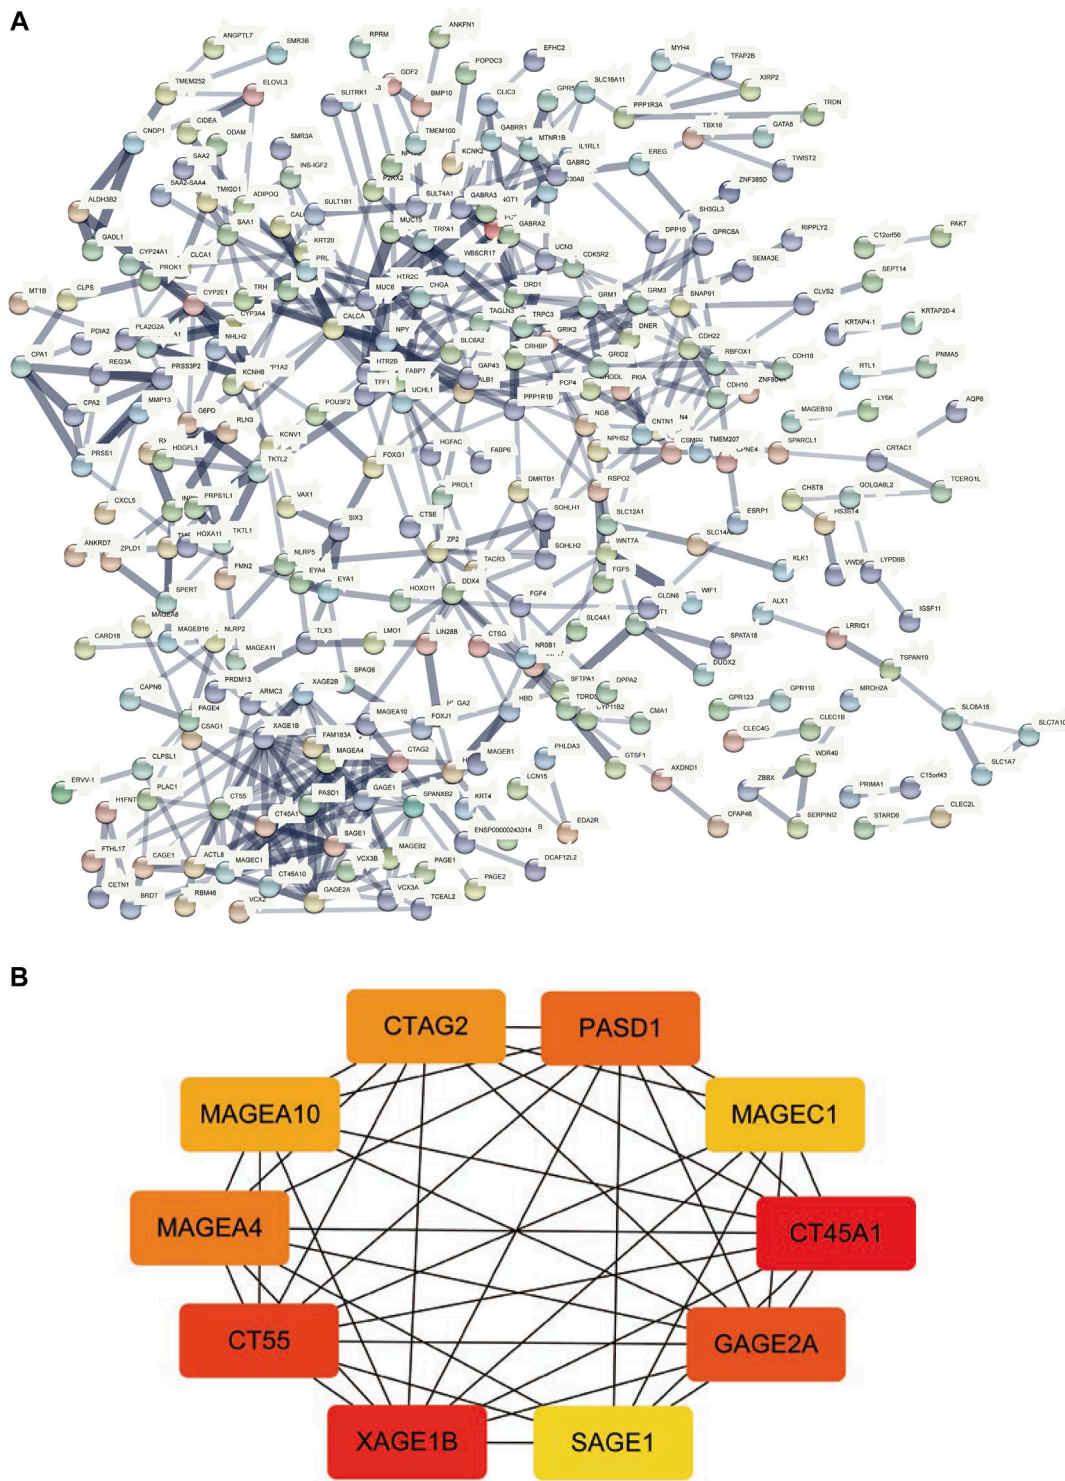 A
ANGPTL7
SMR3B
RPRM
ANKFN1
EFHC2
MYH4
TFAP2B
TMEM252
ELOVL3
GDF2
POPDC3
SLC16A11
XIRP2
SLITRK1
BMP10
CLIC3
PPP1R3A
TRDN
CIDEA
ODAM
CNDP1
SMR3A
TMEM100
GABRR1
MTNR1B
TBX18
GATA5
SAA2
INS-IGF2
KCNK2
IL1RL1
GABRQ
EREG
TWIST2
SAA2-SAA4
TMIGD1
ADIPOQ
SULT1B1
P2RX2
SULT4A1
GABRA3
ZNF385D
ALDH3B2
SAA1
MUC15
TRPA1
GABRA2
SH3GL3
GADL1
CYP24A1
CLCA1
KRT20
PRL
WBSCR17
UCN3
DPP10
GPRC6A
RIPPLY2
PAK7
C12orf56
PROK1
CDK5R2
SEMA3E
SEPT14
MT1B
CLPS
CYP2E1
TRH
MUC6
HTR2C
CHGA
DRD1
GRM1
GRM3
SNAP91
CLVS2
CYP3A4
CALCA
NPY
TAGLN3
TRPC3
KRTAP4-1
KRTAP20-4
PDIA2
PLA2G2A
NHLH2
SLC6A2
GRIK2
DNER
CDH22
CPA1
REG3A
PRSS3P2
HTR2B
CRHBIP
GRID2
RBFOX1
CDH18
RTL1
PNMA5
KCNH6
TFF1
FABP7
GAP43
UCHL1
PPP1R1B
PCP4
PKIA
CDH10
CPA2
MMP13
POU3F2
LY6K
AQP6
MAGEB10
G6PD
RLN3
NGB
CNTN1
PRSS1
HDGFL1
KCNV1
HGFAC
NPHS2
TMEM207
SPARCL1
CRTAC1
TKTL2
FOXG1
FABP6
CPNE4
TCERG1L
CXCL5
PRPS1L1
VAX1
PROL1
DMRTB1
RSPO2
CHST8
GOLGA6L2
SIX3
CTSE
SOHLH1
SLC12A1
ESRP1
HS3ST4
ANKRD7
ZPLD1
HOXA11
TKTL1
NLRP5
ZP2
SOHLH2
WNT7A
KLK1
VWDE
LYPD6B
FMN2
EYA4
EYA1
TACR3
FGF5
SPERT
HOXD11
DDX4
FGF4
CLDN6
WIF1
ALX1
IGSF11
MAGEA8
SLC4A1
CARD18
MAGEB16
NLRP2
TLX3
LMO1
LIN28B
CTSG
SPATA18
LRRIQ1
MAGEA11
NR0B1
DUOX2
TSPAN19
CAPN6
PRDM13
ARMC3
XAGE2B
SPAG6
SFTPA1
DPPA2
GPR123
GPR110
MROH2A
PAGE4
MAGEA10
HBD
TDRD5
CYP11B2
CMA1
SLC6A15
SLC7A10
CSAG1
XAGE1B
FAM183A
FOXJ1
CLEC4G
CLEC1B
SLC1A7
CLPSL1
MAGEA4
CTAG2
MAGEB1
PHLDA3
GTSF1
AXDND1
WDR49
ERVV-1
PLAC1
CT55
PASD1
GAGE1
SPANXB2
KRT4
LCN15
ZBBX
PRIMA1
C15orf43
H1FNT
CT45A1
SAGE1
ENSP00000243314
EDA2R
CFAP46
SERPINI2
STARD6
CLEC2L
FTHL17
CAGE1
ACTL8
MAGEC1
VCX3B
MAGEB2
PAGE1
DCAF12L2
CETN1
BRDT
RBM46
CT45A10
GAGE2A
VCX3A
PAGE2
VCX2
TCEAL2
B
CTAG2
PASD1
MAGEA10
MAGEC1
MAGEA4
CT45A1
CT55
GAGE2A
XAGE1B
SAGE1